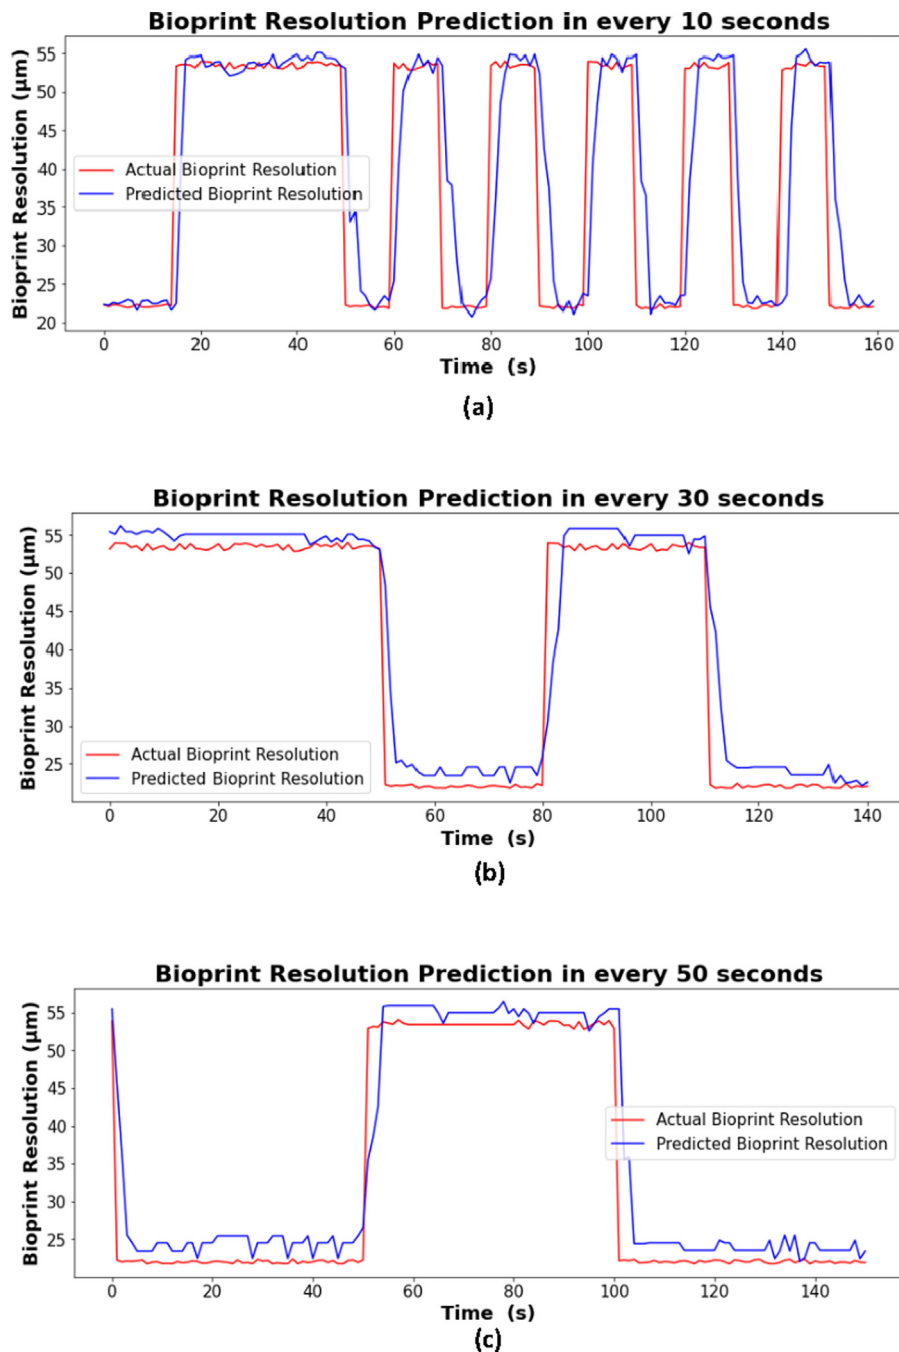 Bioprint Resolution Prediction in every 10 seconds
Bioprint Resolution (µm)
55
50
45
40
35
30
25
20
Actual Bioprint Resolution
Predicted Bioprint Resolution
0 20 40 60 80 100 120 140 160
Time (s)
(a)
Bioprint Resolution Prediction in every 30 seconds
Bioprint Resolution (µm)
55
50
45
40
35
30
25
Actual Bioprint Resolution
Predicted Bioprint Resolution
0 20 40 60 80 100 120 140
Time (s)
(b)
Bioprint Resolution Prediction in every 50 seconds
Bioprint Resolution (µm)
55
50
45
40
35
30
25
Actual Bioprint Resolution
Predicted Bioprint Resolution
0 20 40 60 80 100 120 140
Time (s)
(c)